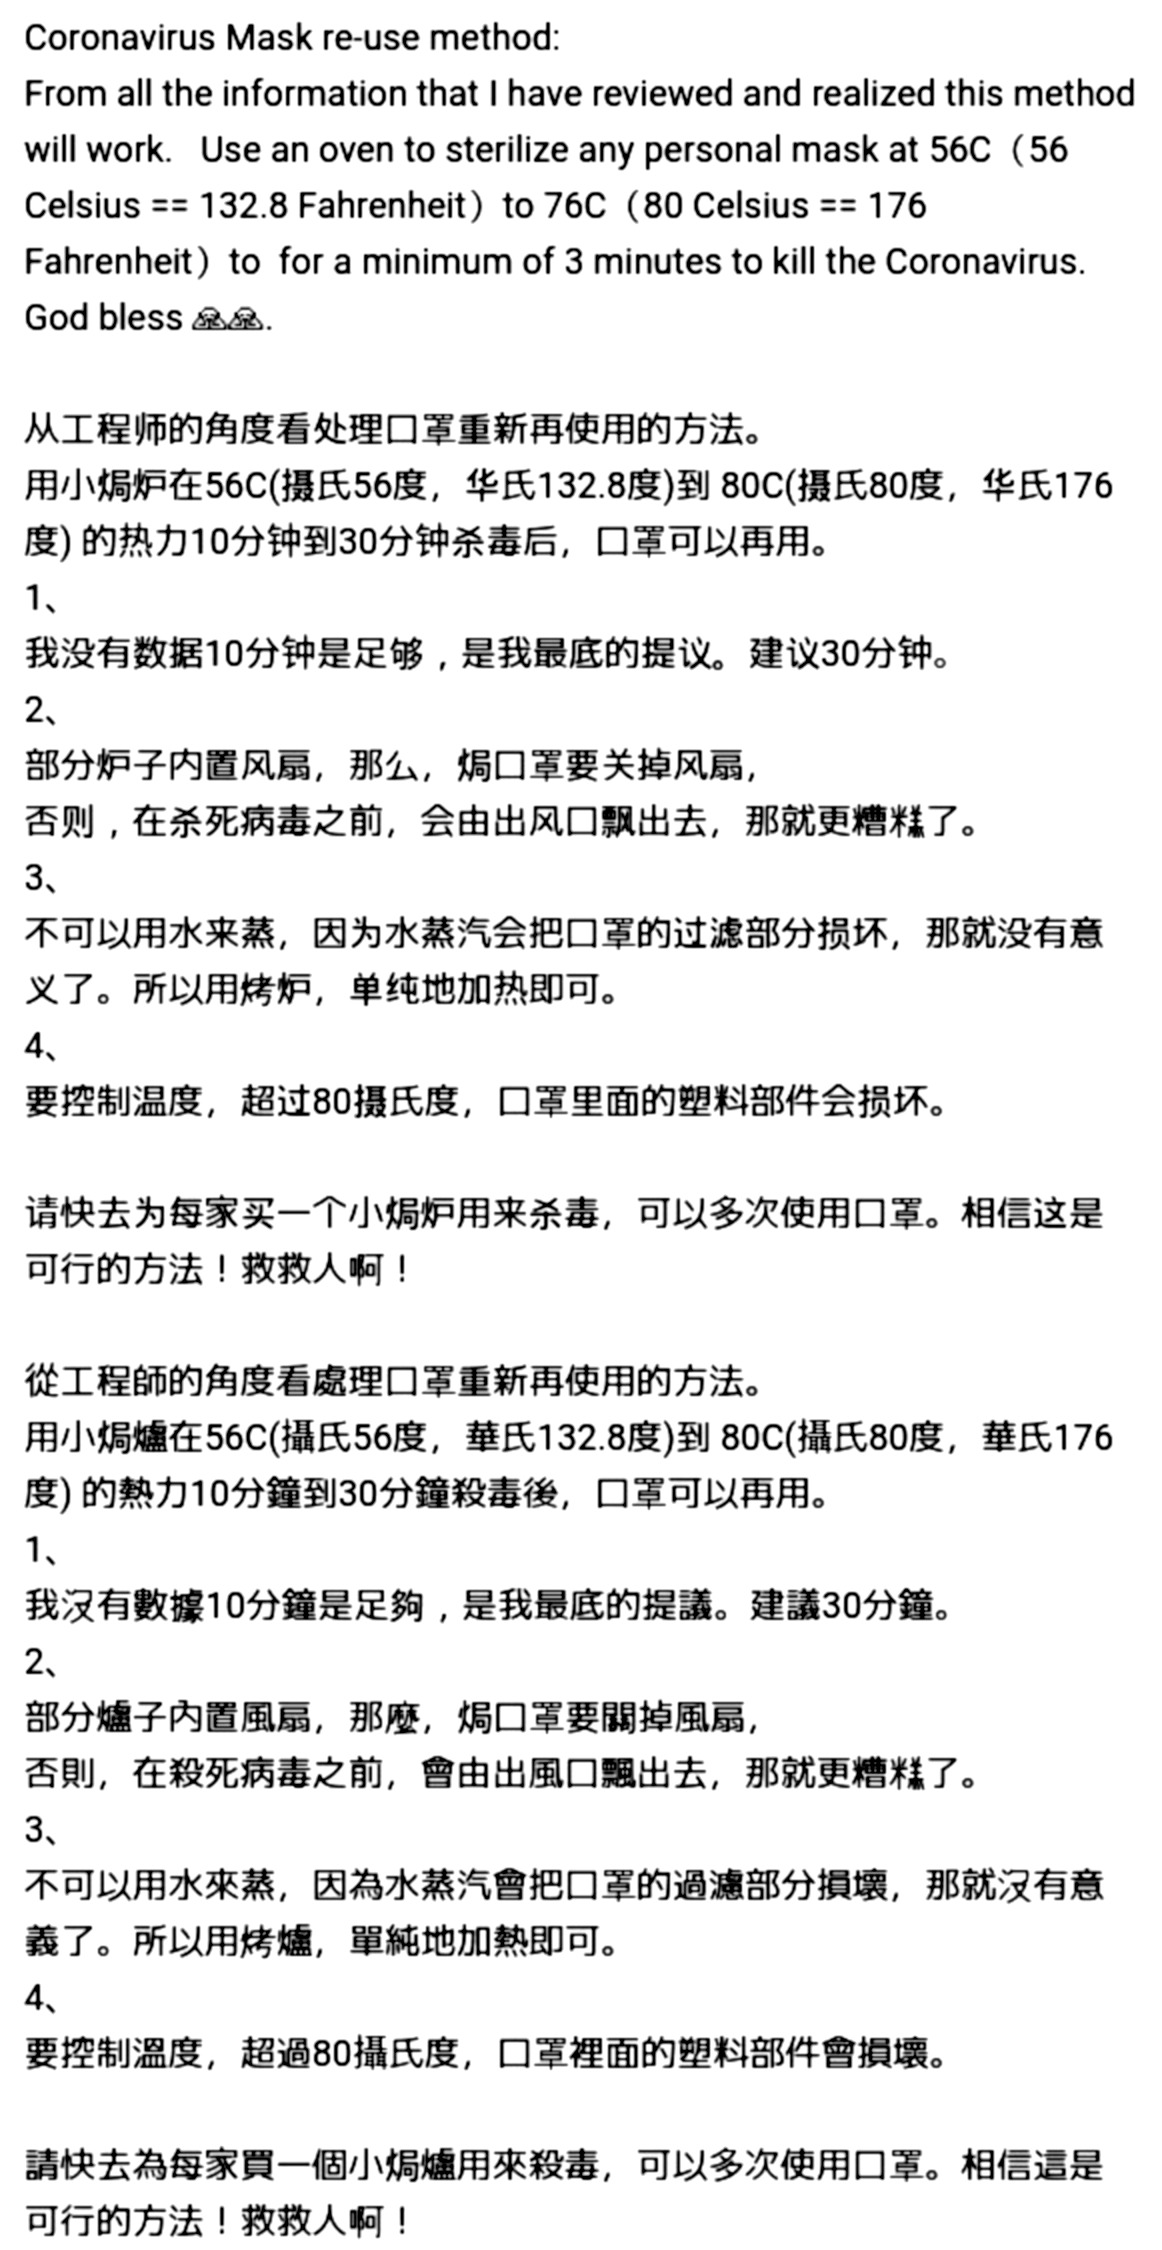 Coronavirus Mask re-use method:
From all the information that I have reviewed and realized this method
will work.   Use an oven to sterilize any personal mask at 56C（56
Celsius == 132.8 Fahrenheit）to 76C（80 Celsius == 176
Fahrenheit）to  for a minimum of 3 minutes to kill the Coronavirus.
God bless 🙏🙏.
从工程师的角度看处理口罩重新再使用的方法。
用小焗炉在56C(摄氏56度，华氏132.8度)到 80C(摄氏80度，华氏176
度) 的热力10分钟到30分钟杀毒后，口罩可以再用。
1、
我没有数据10分钟是足够，是我最底的提议。建议30分钟。
2、
部分炉子内置风扇，那么，焗口罩要关掉风扇，
否则，在杀死病毒之前，会由出风口飘出去，那就更糟糕了。
3、
不可以用水来蒸，因为水蒸汽会把口罩的过滤部分损坏，那就没有意
义了。所以用烤炉，单纯地加热即可。
4、
要控制温度，超过80摄氏度，口罩里面的塑料部件会损坏。
请快去为每家买一个小焗炉用来杀毒，可以多次使用口罩。相信这是
可行的方法！救救人啊！
從工程師的角度看處理口罩重新再使用的方法。
用小焗爐在56C(攝氏56度，華氏132.8度)到 80C(攝氏80度，華氏176
度) 的熱力10分鐘到30分鐘殺毒後，口罩可以再用。
1、
我沒有數據10分鐘是足夠，是我最底的提議。建議30分鐘。
2、
部分爐子內置風扇，那麼，焗口罩要關掉風扇，
否則，在殺死病毒之前，會由出風口飄出去，那就更糟糕了。
3、
不可以用水來蒸，因為水蒸汽會把口罩的過濾部分損壞，那就沒有意
義了。所以用烤爐，單純地加熱即可。
4、
要控制溫度，超過80攝氏度，口罩裡面的塑料部件會損壞。
請快去為每家買一個小焗爐用來殺毒，可以多次使用口罩。相信這是
可行的方法！救救人啊！